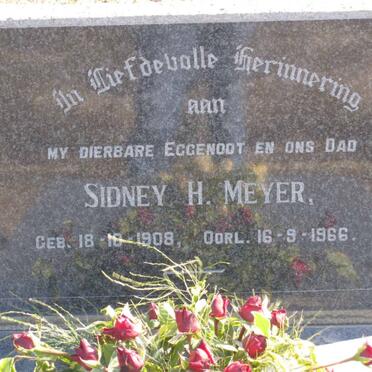 In Liefdevolle Herinnering
aan
MY DIERBARE EGGENOOT EN ONS DAD
SIDNEY H. MEYER.
GEB. 18-10-1908, OORL. 16-9-1966.